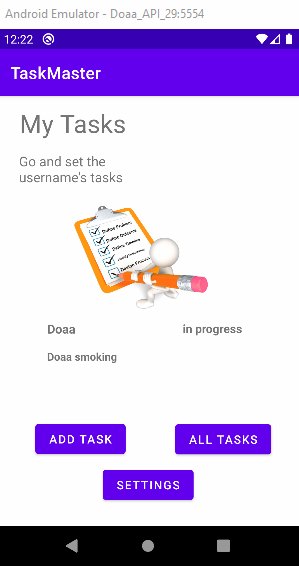 Android Emulator - Doaa_API_29:5554
12:22
TaskMaster
My Tasks
Go and set the
username's tasks
Doaa
in progress
Doaa smoking
ADD TASK
ALL TASKS
SETTINGS